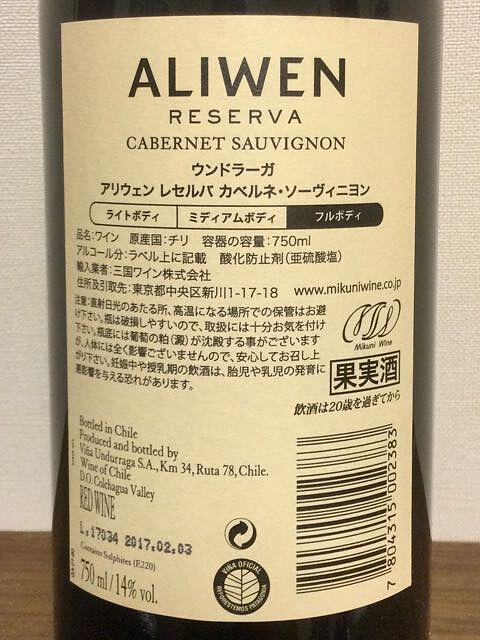 ALIWEN
RESERVA
CABERNET SAUVIGNON
ウンドラーガ
アリウェン レセルバ カベルネ・ソーヴィニヨン
ライトボディ ミディアムボディ フルボディ
品名:ワイン 原産国:チリ 容器の容量:750ml
アルコール分:ラベル上に記載 酸化防止剤(亜硫酸塩)
輸入業者:三国ワイン株式会社
住所及引取先:東京都中央区新川1-17-18 www.mikuniwine.co.jp
注意:直射日光のあたる所、高温になる場所での保管はお避
け下さい。瓶は破損しやすいので、取扱には十分お気を付け
下さい。瓶底には葡萄の粕(澱)が沈殿する事がございます
が、人体には全く影響ございませんので、安心してお召し上
がり下さい。妊娠中や授乳期の飲酒は、胎児や乳児の発育に
悪影響を与える恐れがあります。
Mikuni Wine
果実酒
飲酒は20歳を過ぎてから
Bottled in Chile
Produced and bottled by
Viña Undurraga S.A., Km 34, Ruta 78, Chile.
Wine of Chile
D.O. Colchagua Valley
RED WINE
L.17034 2017.02.03
Contains Sulphites (E220)
750 ml / 14% vol.
VIÑA OFICIAL
REFORESTEMOS PATAGONIA
7 804315 002383